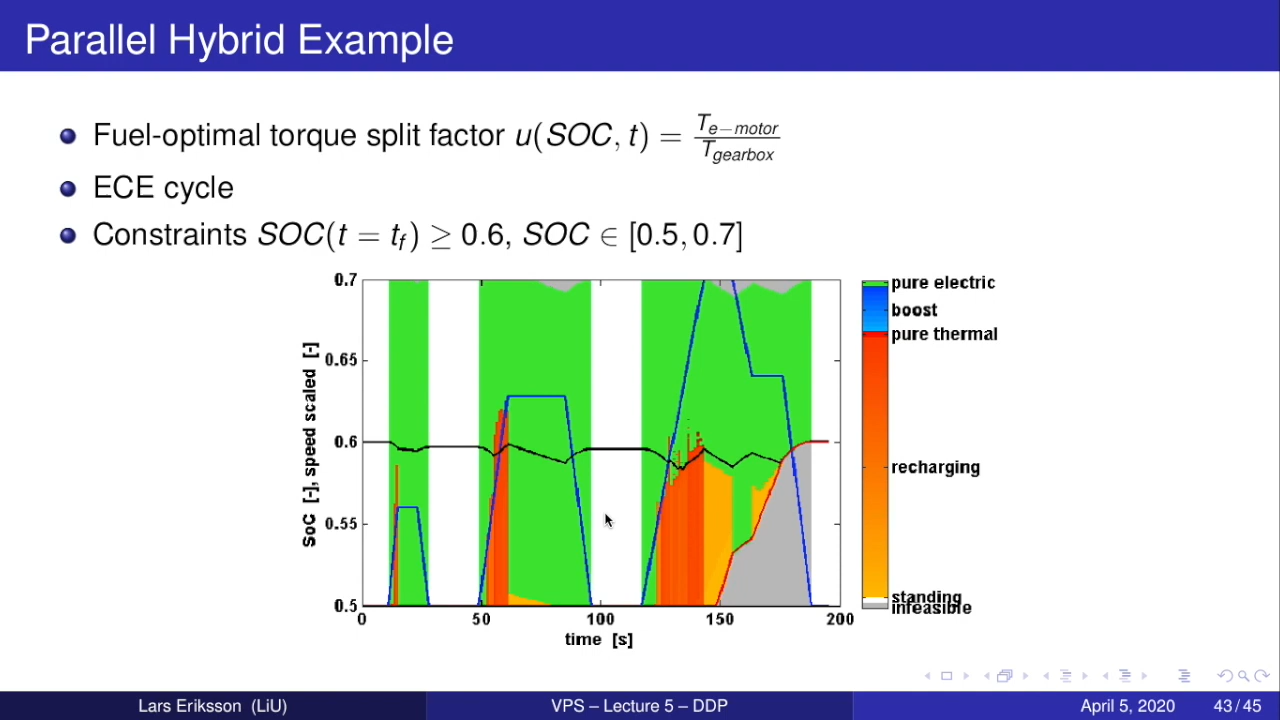 Parallel Hybrid Example
Fuel-optimal torque split factor u(SOC, t) = T_{e−motor} / T_{gearbox}
ECE cycle
Constraints SOC(t = t_f) ≥ 0.6, SOC ∈ [0.5, 0.7]
0.7
0.65
0.6
0.55
0.5
SoC [-], speed scaled [-]
0 50 100 150 200
time [s]
pure electric
boost
pure thermal
recharging
standing
infeasible
Lars Eriksson (LiU) VPS – Lecture 5 – DDP April 5, 2020 43 / 45